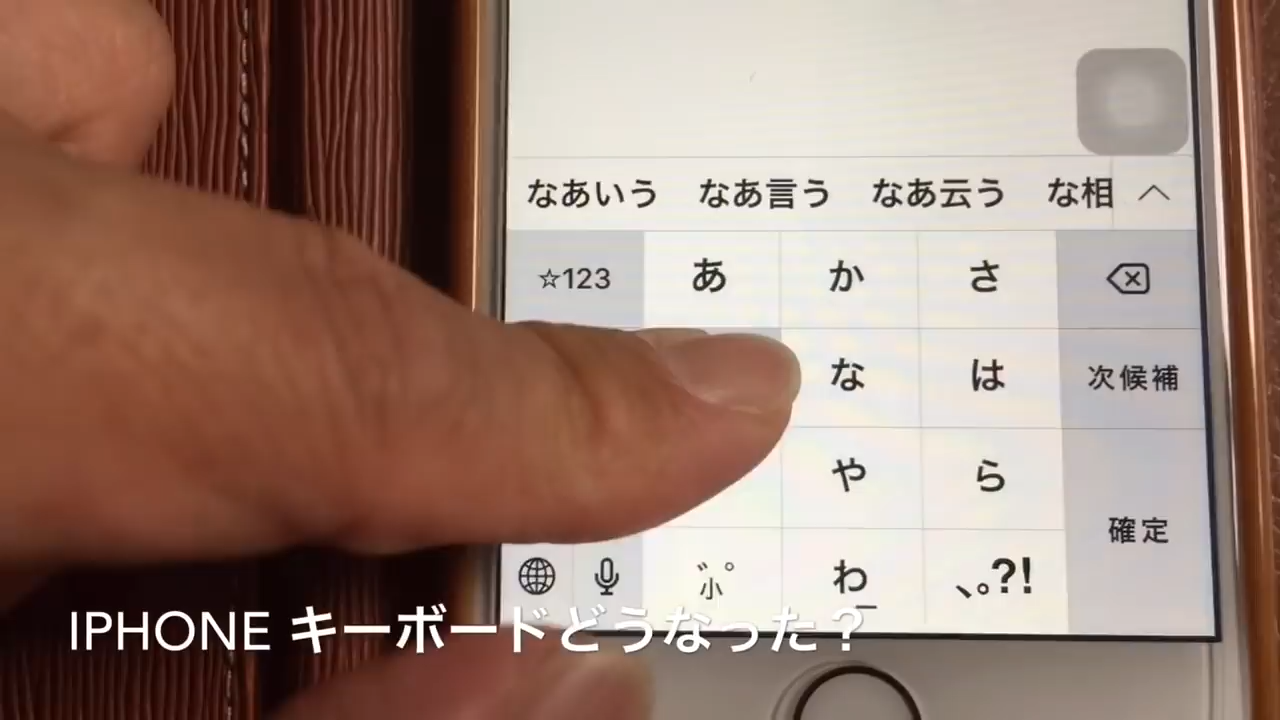 なあいう なあ言う なあ云う な相
☆123 あ か さ
な は 次候補
や ら
確定
゛゜小 わ_ 、。?!
IPHONE キーボードどうなった？